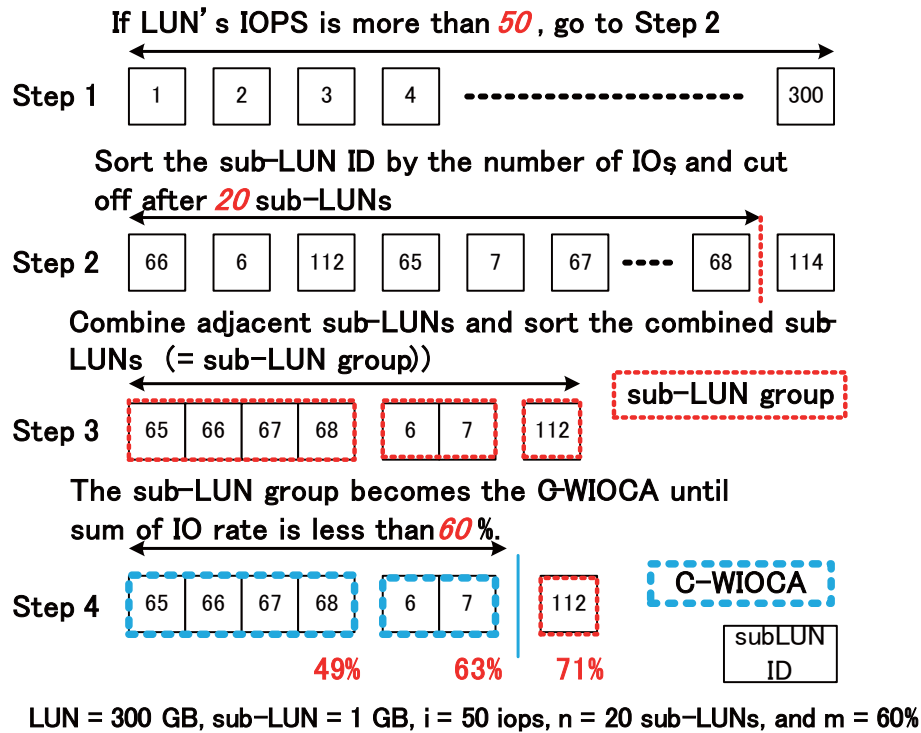 If LUN's IOPS is more than 50, go to Step 2
Step 1 1 2 3 4 300
Sort the sub-LUN ID by the number of IOs, and cut
off after 20 sub-LUNs
Step 2 66 6 112 65 7 67 68 114
Combine adjacent sub-LUNs and sort the combined sub-
LUNs (= sub-LUN group))
sub-LUN group
Step 3 65 66 67 68 6 7 112
The sub-LUN group becomes the C-WIOCA until
sum of IO rate is less than 60 %.
C-WIOCA
Step 4 65 66 67 68 6 7 112
subLUN
ID
49% 63% 71%
LUN = 300 GB, sub-LUN = 1 GB, i = 50 iops, n = 20 sub-LUNs, and m = 60%